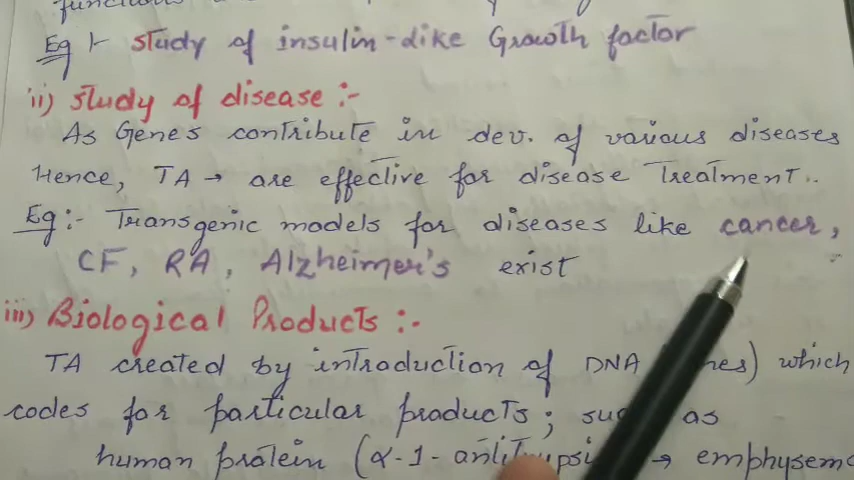 functions
Eg :- Study of insulin-like Growth factor
ii) Study of disease :-
As Genes contribute in dev. of various diseases
Hence, TA → are effective for disease Treatment..
Eg:- Transgenic models for diseases like cancer,
CF, RA, Alzheimer's exist
iii) Biological Products :-
TA created by introduction of DNA which
codes for particular products; as
human protein (α-1- → emphysema